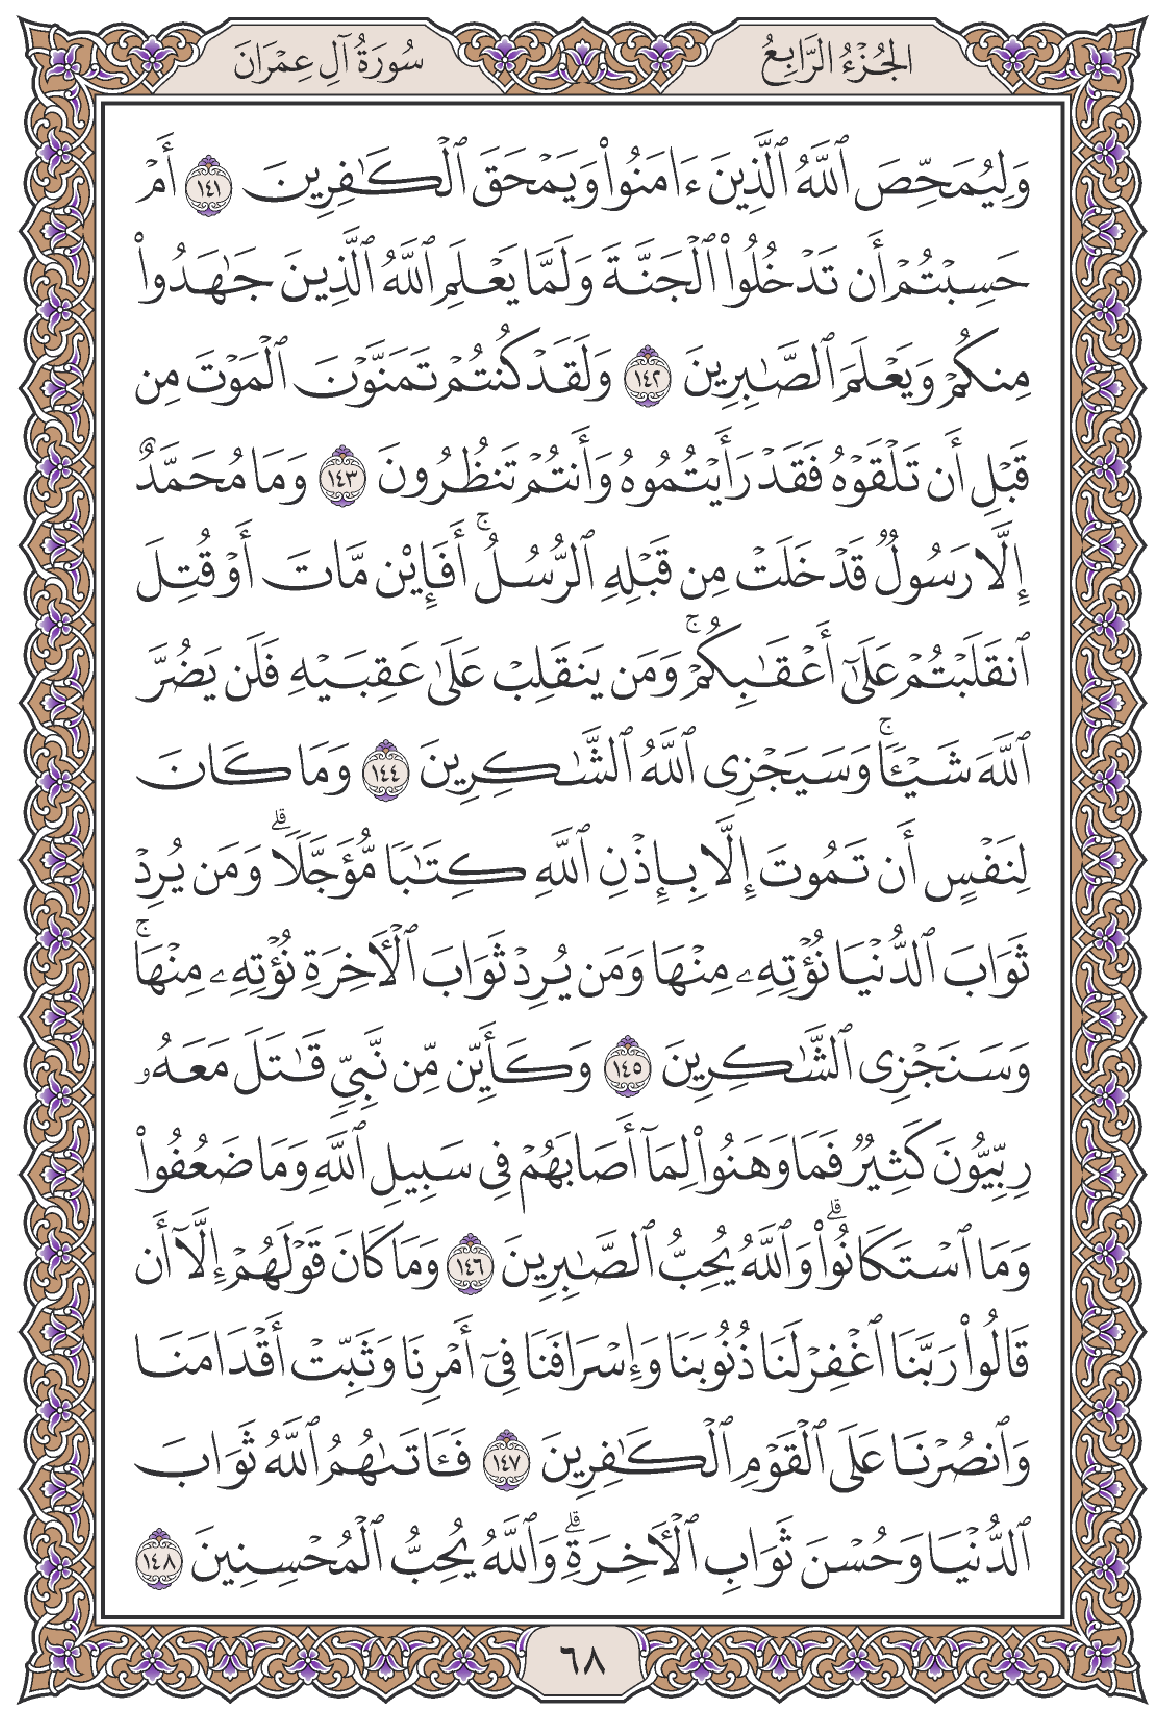 الجُزْءُ الرَّابِعُ
سُورَةُ آلِ عِمْرَانَ
وَلِيُمَحِّصَ ٱللَّهُ ٱلَّذِينَ ءَامَنُواْ وَيَمْحَقَ ٱلْكَـٰفِرِينَ ١٤١ أَمْ
حَسِبْتُمْ أَن تَدْخُلُواْ ٱلْجَنَّةَ وَلَمَّا يَعْلَمِ ٱللَّهُ ٱلَّذِينَ جَـٰهَدُواْ
مِنكُمْ وَيَعْلَمَ ٱلصَّـٰبِرِينَ ١٤٢ وَلَقَدْ كُنتُمْ تَمَنَّوْنَ ٱلْمَوْتَ مِن
قَبْلِ أَن تَلْقَوْهُ فَقَدْ رَأَيْتُمُوهُ وَأَنتُمْ تَنظُرُونَ ١٤٣ وَمَا مُحَمَّدٌ
إِلَّا رَسُولٌ قَدْ خَلَتْ مِن قَبْلِهِ ٱلرُّسُلُ ۚ أَفَإِيْن مَّاتَ أَوْ قُتِلَ
ٱنقَلَبْتُمْ عَلَىٰٓ أَعْقَـٰبِكُمْ ۚ وَمَن يَنقَلِبْ عَلَىٰ عَقِبَيْهِ فَلَن يَضُرَّ
ٱللَّهَ شَيْـًٔا ۚ وَسَيَجْزِى ٱللَّهُ ٱلشَّـٰكِرِينَ ١٤٤ وَمَا كَانَ
لِنَفْسٍ أَن تَمُوتَ إِلَّا بِإِذْنِ ٱللَّهِ كِتَـٰبًا مُّؤَجَّلًا ۗ وَمَن يُرِدْ
ثَوَابَ ٱلدُّنْيَا نُؤْتِهِۦ مِنْهَا وَمَن يُرِدْ ثَوَابَ ٱلْـَٔاخِرَةِ نُؤْتِهِۦ مِنْهَا ۚ
وَسَنَجْزِى ٱلشَّـٰكِرِينَ ١٤٥ وَكَأَيِّن مِّن نَّبِىٍّ قَـٰتَلَ مَعَهُۥ
رِبِّيُّونَ كَثِيرٌ فَمَا وَهَنُواْ لِمَآ أَصَابَهُمْ فِى سَبِيلِ ٱللَّهِ وَمَا ضَعُفُواْ
وَمَا ٱسْتَكَانُواْ ۗ وَٱللَّهُ يُحِبُّ ٱلصَّـٰبِرِينَ ١٤٦ وَمَا كَانَ قَوْلَهُمْ إِلَّآ أَن
قَالُواْ رَبَّنَا ٱغْفِرْ لَنَا ذُنُوبَنَا وَإِسْرَافَنَا فِىٓ أَمْرِنَا وَثَبِّتْ أَقْدَامَنَا
وَٱنصُرْنَا عَلَى ٱلْقَوْمِ ٱلْكَـٰفِرِينَ ١٤٧ فَـَٔاتَىٰهُمُ ٱللَّهُ ثَوَابَ
ٱلدُّنْيَا وَحُسْنَ ثَوَابِ ٱلْـَٔاخِرَةِ ۗ وَٱللَّهُ يُحِبُّ ٱلْمُحْسِنِينَ ١٤٨
٦٨